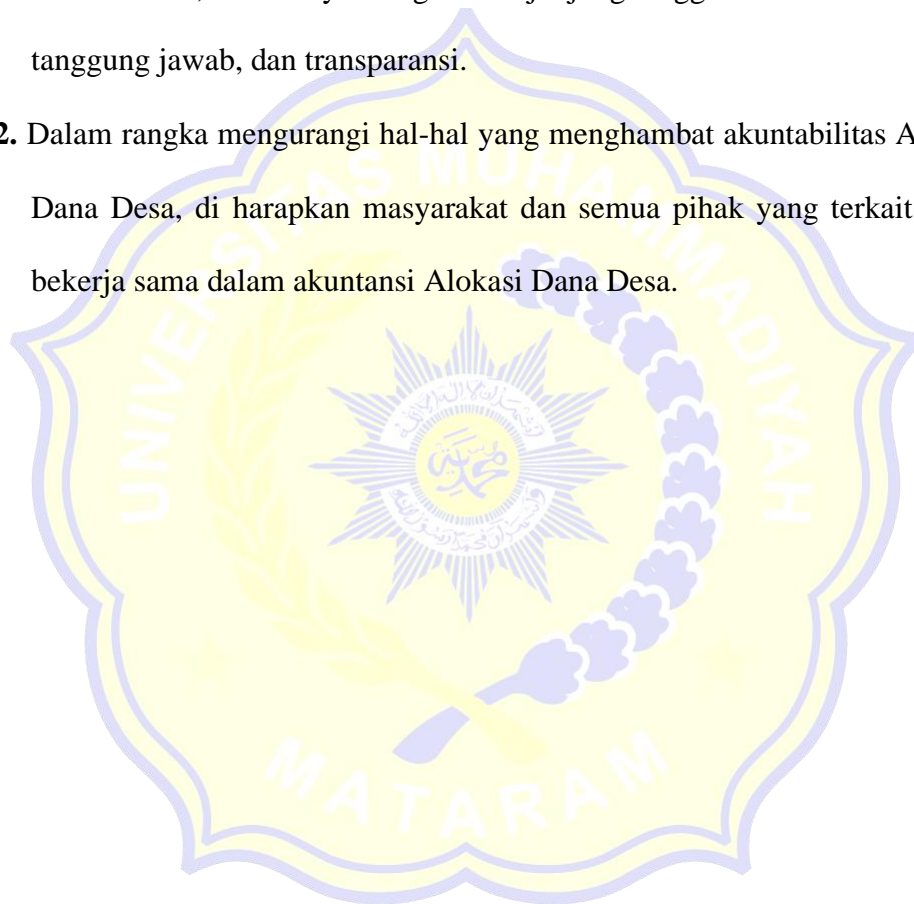 tanggung jawab, dan transparansi.
2. Dalam rangka mengurangi hal-hal yang menghambat akuntabilitas A
Dana Desa, di harapkan masyarakat dan semua pihak yang terkait
bekerja sama dalam akuntansi Alokasi Dana Desa.
UNIVERSITAS MUHAMMADIYAH
MATARAM